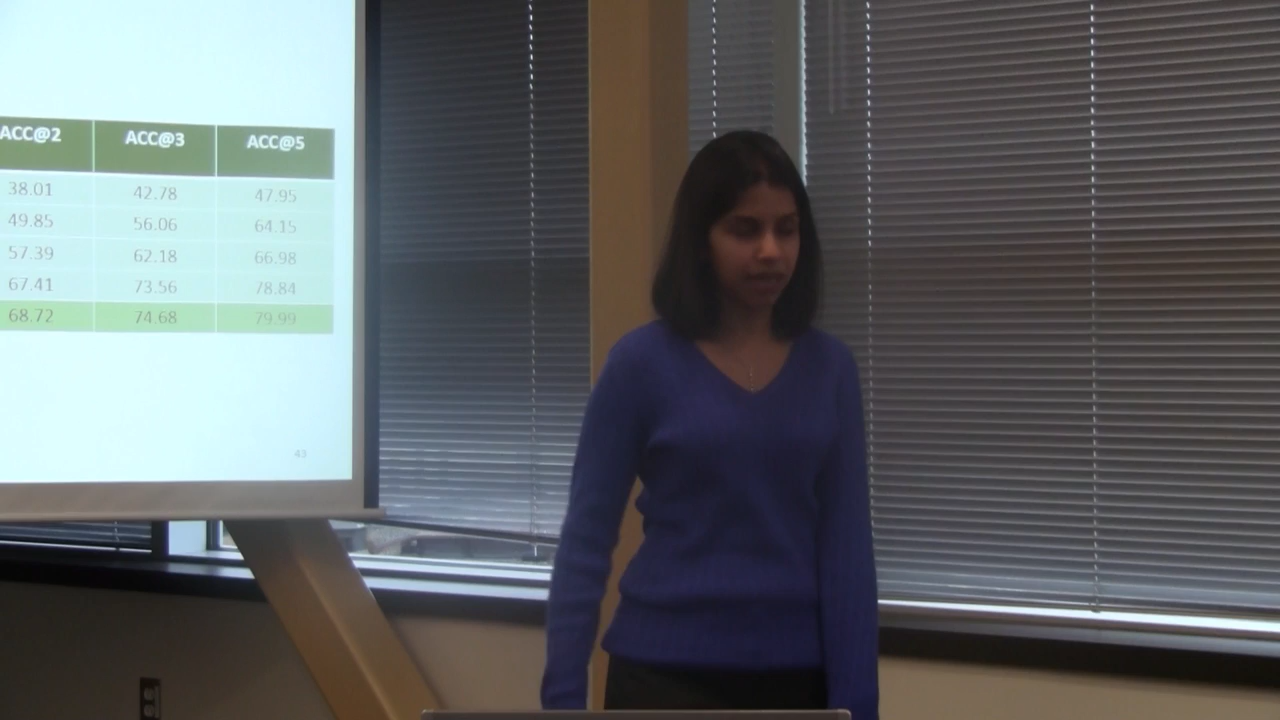 ACC@2 ACC@3 ACC@5
38.01 42.78 47.95
49.85 56.06 64.15
57.39 62.18 66.98
67.41 73.56 78.84
68.72 74.68 79.99
43